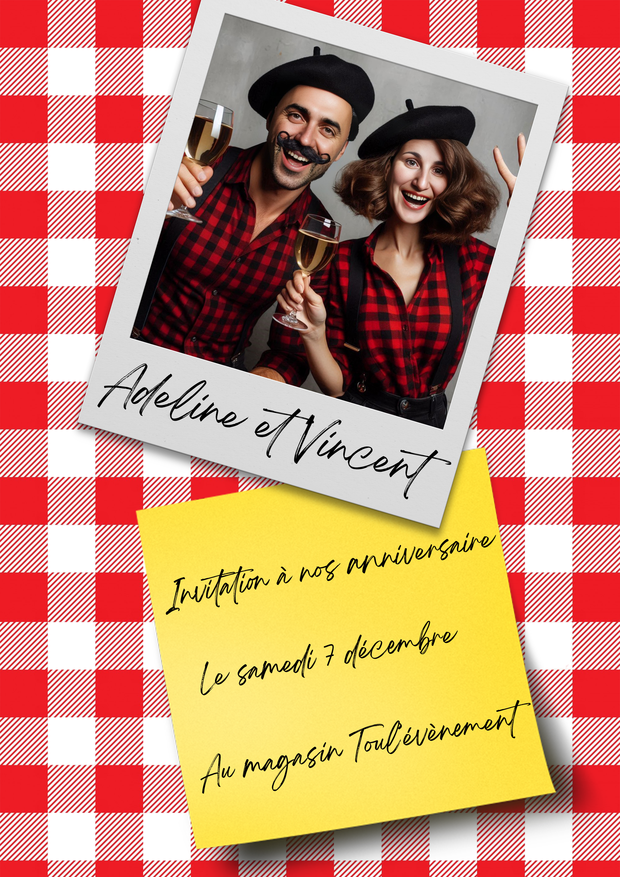 Adeline et Vincent
Invitation à nos anniversaire
Le samedi 7 décembre
Au magasin Toul'évènement